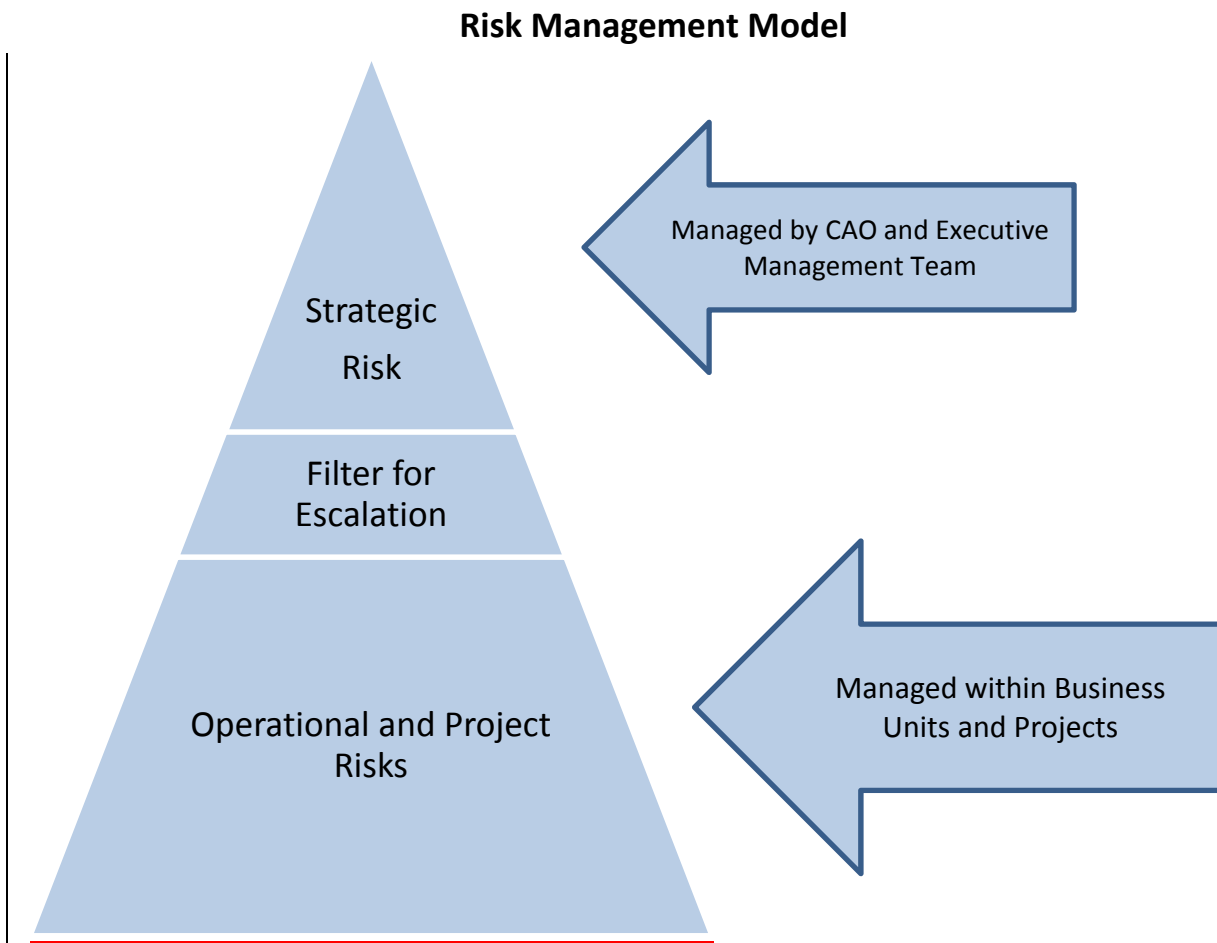 Risk Management Model
Managed by CAO and Executive
Management Team
Strategic
Risk
Filter for
Escalation
Managed within Business
Units and Projects
Operational and Project
Risks